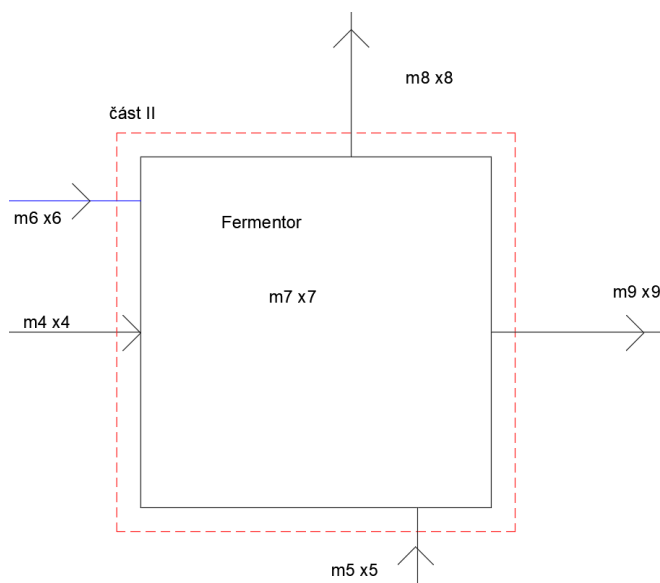 m8 x8
část II
m6 x6
Fermentor
m7 x7
m9 x9
m4 x4
m5 x5